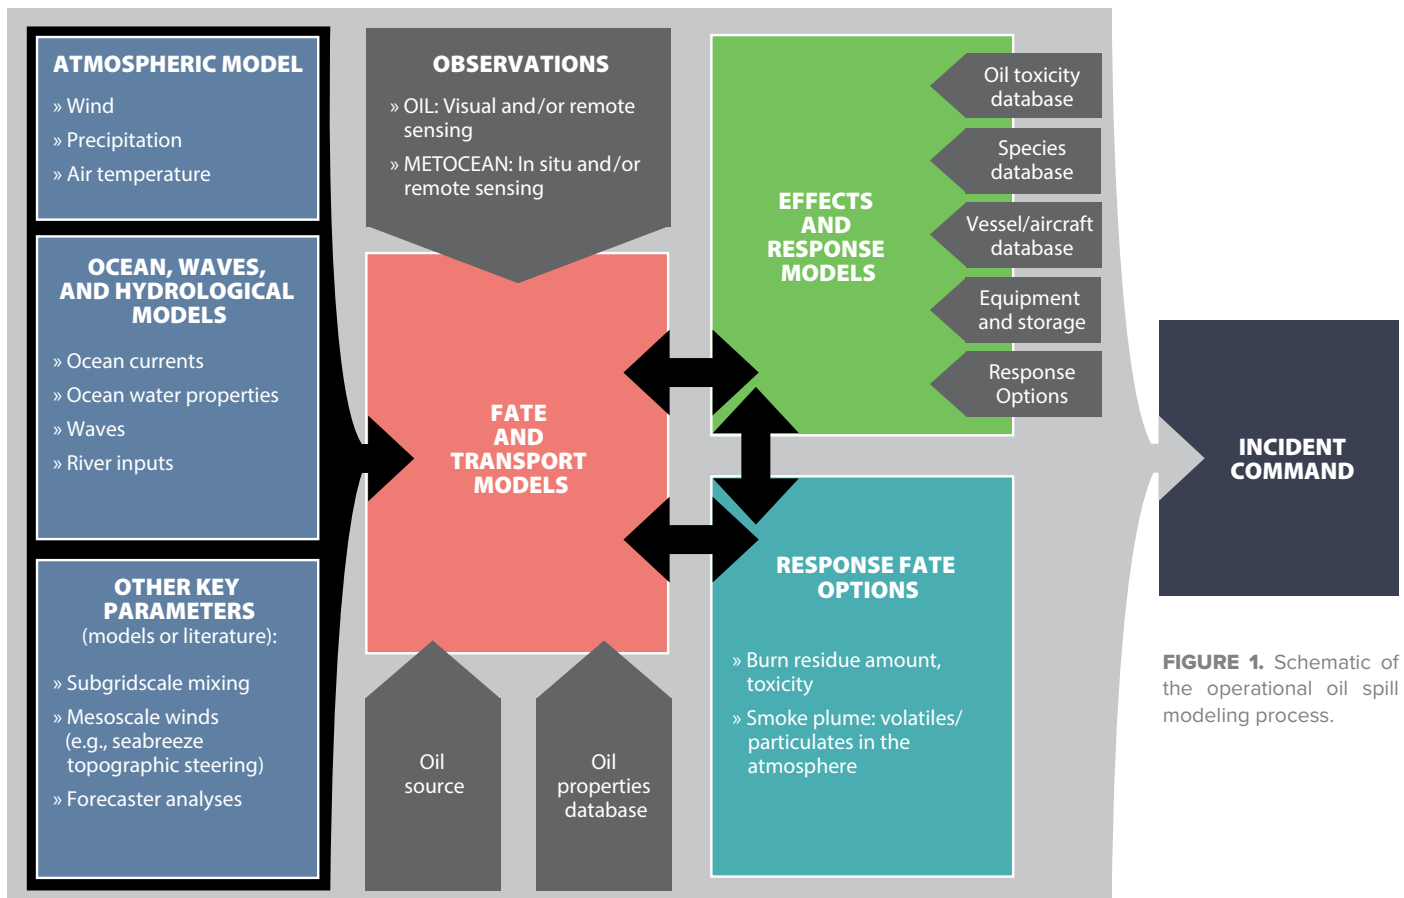 ATMOSPHERIC MODEL
» Wind
» Precipitation
» Air temperature
OCEAN, WAVES,
AND HYDROLOGICAL
MODELS
» Ocean currents
» Ocean water properties
» Waves
» River inputs
OTHER KEY
PARAMETERS
(models or literature):
» Subgridscale mixing
» Mesoscale winds
(e.g., seabreeze
topographic steering)
» Forecaster analyses
OBSERVATIONS
» OIL: Visual and/or remote
sensing
» METOCEAN: In situ and/or
remote sensing
FATE
AND
TRANSPORT
MODELS
Oil
source
Oil
properties
database
EFFECTS
AND
RESPONSE
MODELS
Oil toxicity
database
Species
database
Vessel/aircraft
database
Equipment
and storage
Response
Options
RESPONSE FATE
OPTIONS
» Burn residue amount,
toxicity
» Smoke plume: volatiles/
particulates in the
atmosphere
INCIDENT
COMMAND
FIGURE 1. Schematic of
the operational oil spill
modeling process.